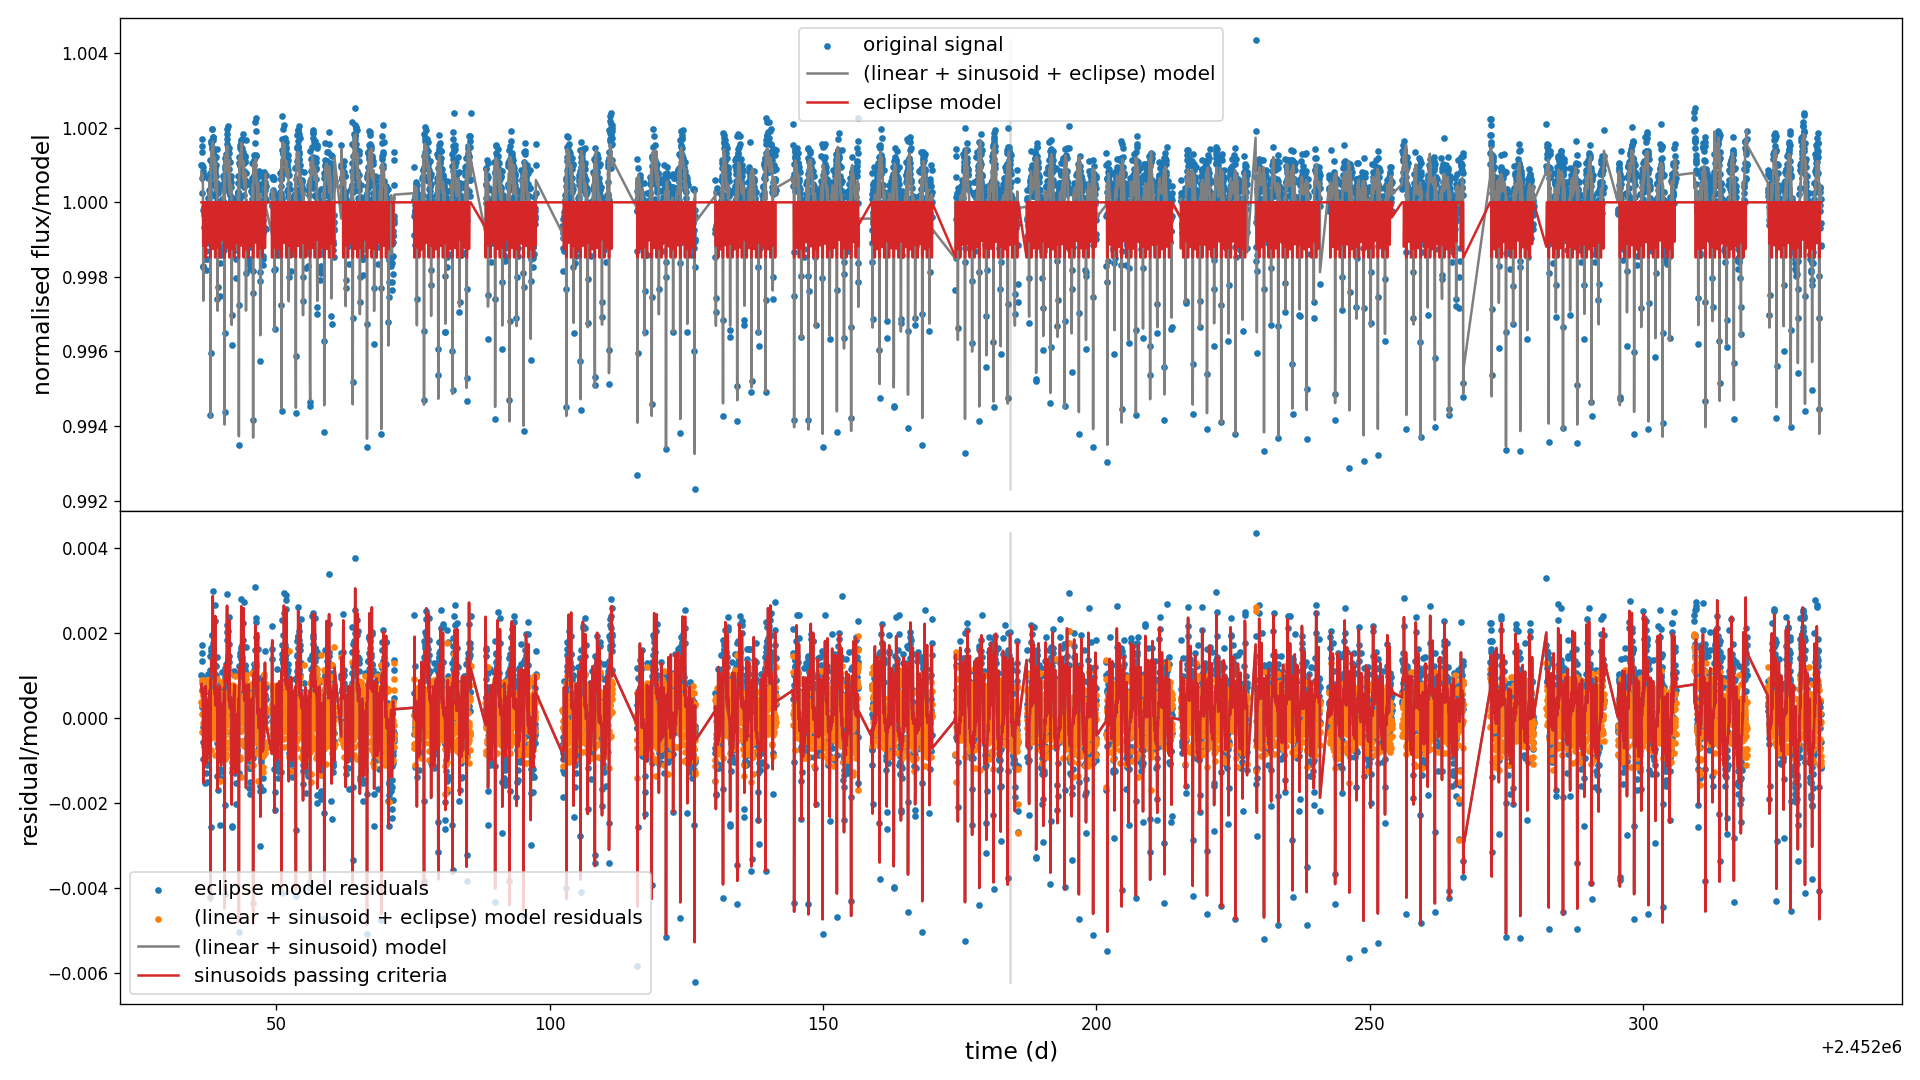 normalised flux/model
1.004
1.002
1.000
0.998
0.996
0.994
0.992
original signal
(linear + sinusoid + eclipse) model
eclipse model
residual/model
0.004
0.002
0.000
−0.002
−0.004
−0.006
eclipse model residuals
(linear + sinusoid + eclipse) model residuals
(linear + sinusoid) model
sinusoids passing criteria
50 100 150 200 250 300
time (d)
+2.452e6